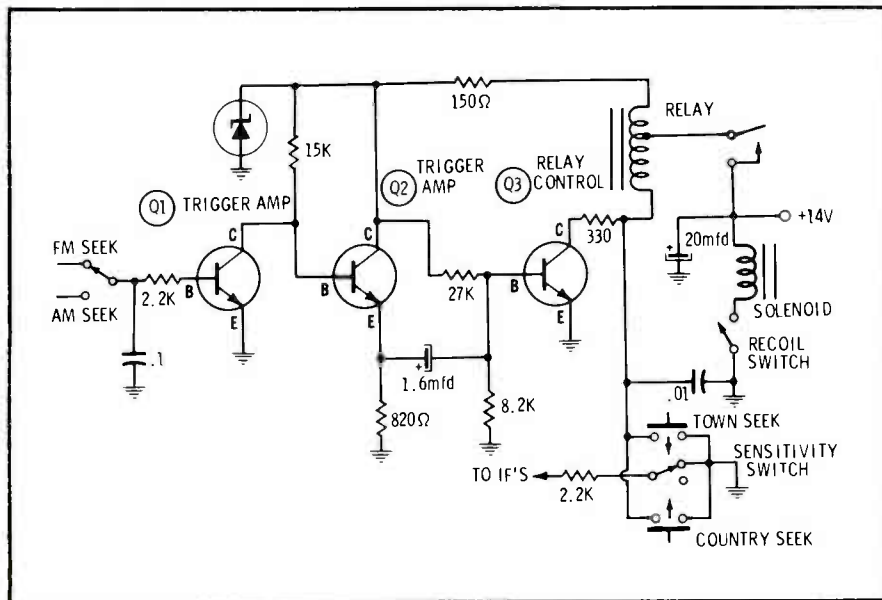 150Ω
RELAY
15K
Q2 TRIGGER
AMP
Q3 RELAY
CONTROL
Q1 TRIGGER AMP
330
+14V
20mfd
+
C
C
C
FM SEEK
AM SEEK
2.2K
B
B
B
27K
SOLENOID
RECOIL
SWITCH
E
E
E
.1
+
1.6mfd
.01
820Ω
8.2K
TOWN SEEK
SENSITIVITY
SWITCH
TO IF'S
2.2K
COUNTRY SEEK